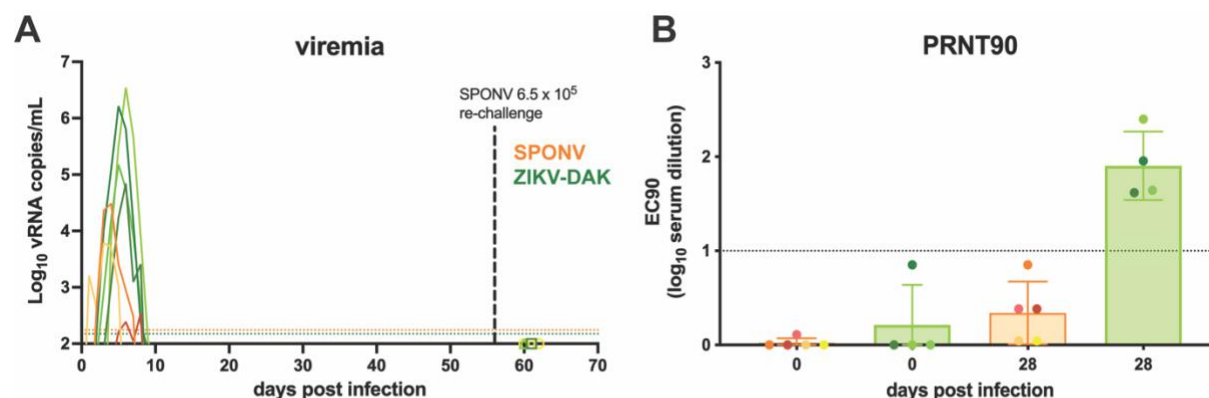 A
viremia
Log₁₀ vRNA copies/mL
7
6
5
4
3
2
0
10
20
30
40
50
60
70
days post infection
SPONV 6.5 x 10⁵
re-challenge
SPONV
ZIKV-DAK
B
PRNT90
EC90
(log₁₀ serum dilution)
3
2
1
0
0
0
28
28
days post infection